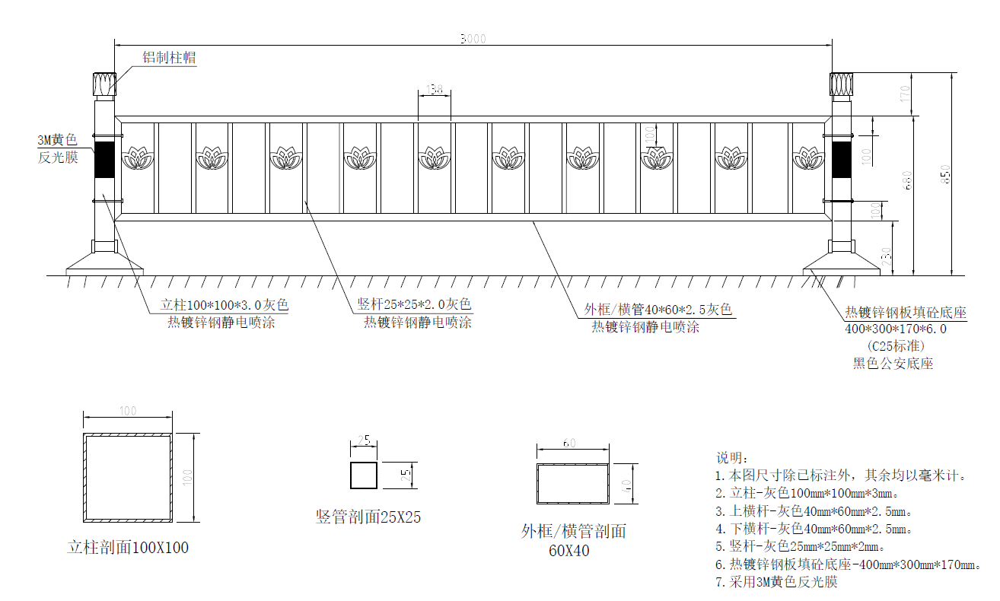 3000
铝制柱帽
138
170
3M黄色
反光膜
100
100
680
850
100
230
立柱100*100*3.0灰色
热镀锌钢静电喷涂
竖杆25*25*2.0灰色
热镀锌钢静电喷涂
外框/横管40*60*2.5灰色
热镀锌钢静电喷涂
热镀锌钢板填砼底座
400*300*170*6.0
(C25标准)
黑色公安底座
100
100
立柱剖面100X100
25
25
竖管剖面25X25
60
40
外框/横管剖面
60X40
说明:
1.本图尺寸除已标注外，其余均以毫米计。
2.立柱-灰色100mm*100mm*3mm。
3.上横杆-灰色40mm*60mm*2.5mm。
4.下横杆-灰色40mm*60mm*2.5mm。
5.竖杆-灰色25mm*25mm*2mm。
6.热镀锌钢板填砼底座-400mm*300mm*170mm。
7.采用3M黄色反光膜